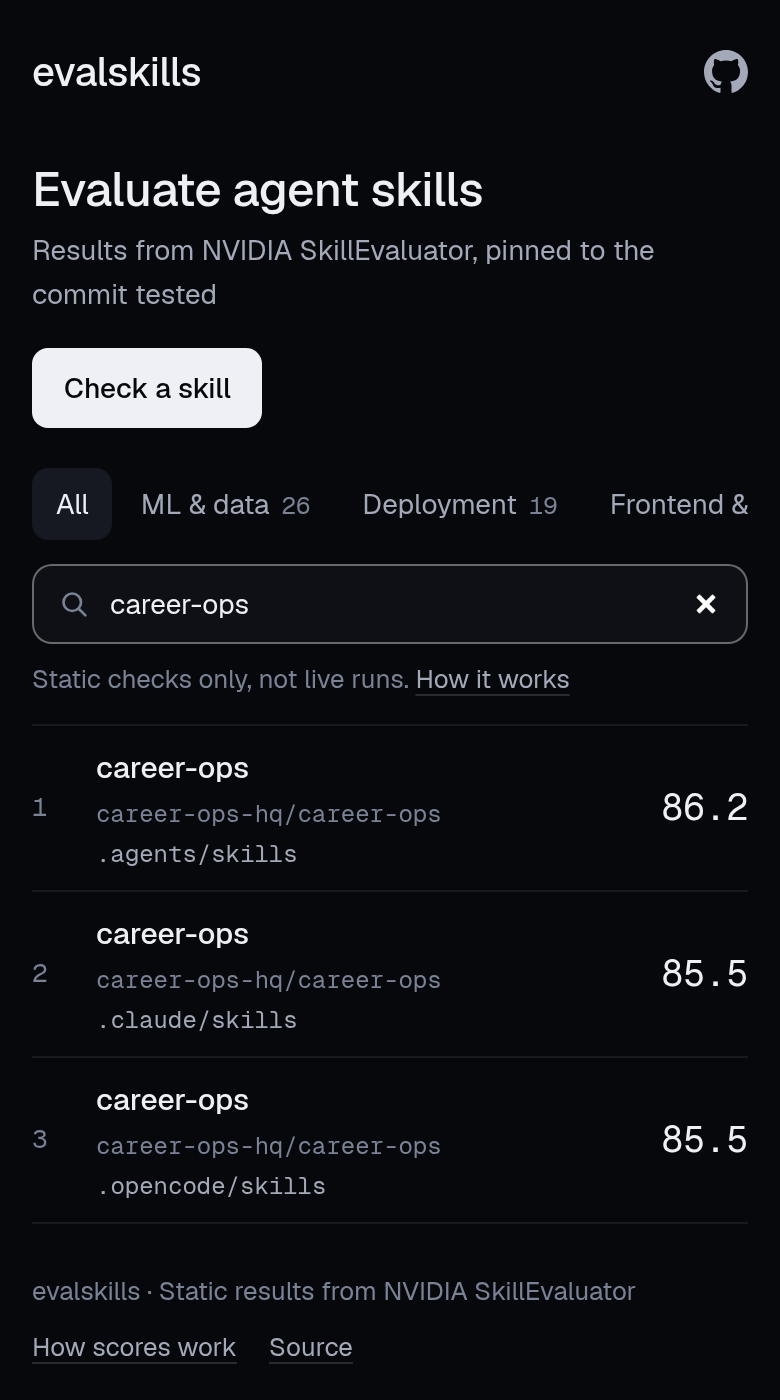 evalskills
Evaluate agent skills
Results from NVIDIA SkillEvaluator, pinned to the
commit tested
Check a skill
All ML & data 26 Deployment 19 Frontend &
career-ops
Static checks only, not live runs. How it works
career-ops
1 career-ops-hq/career-ops 86.2
.agents/skills
career-ops
2 career-ops-hq/career-ops 85.5
.claude/skills
career-ops
3 career-ops-hq/career-ops 85.5
.opencode/skills
evalskills · Static results from NVIDIA SkillEvaluator
How scores work Source